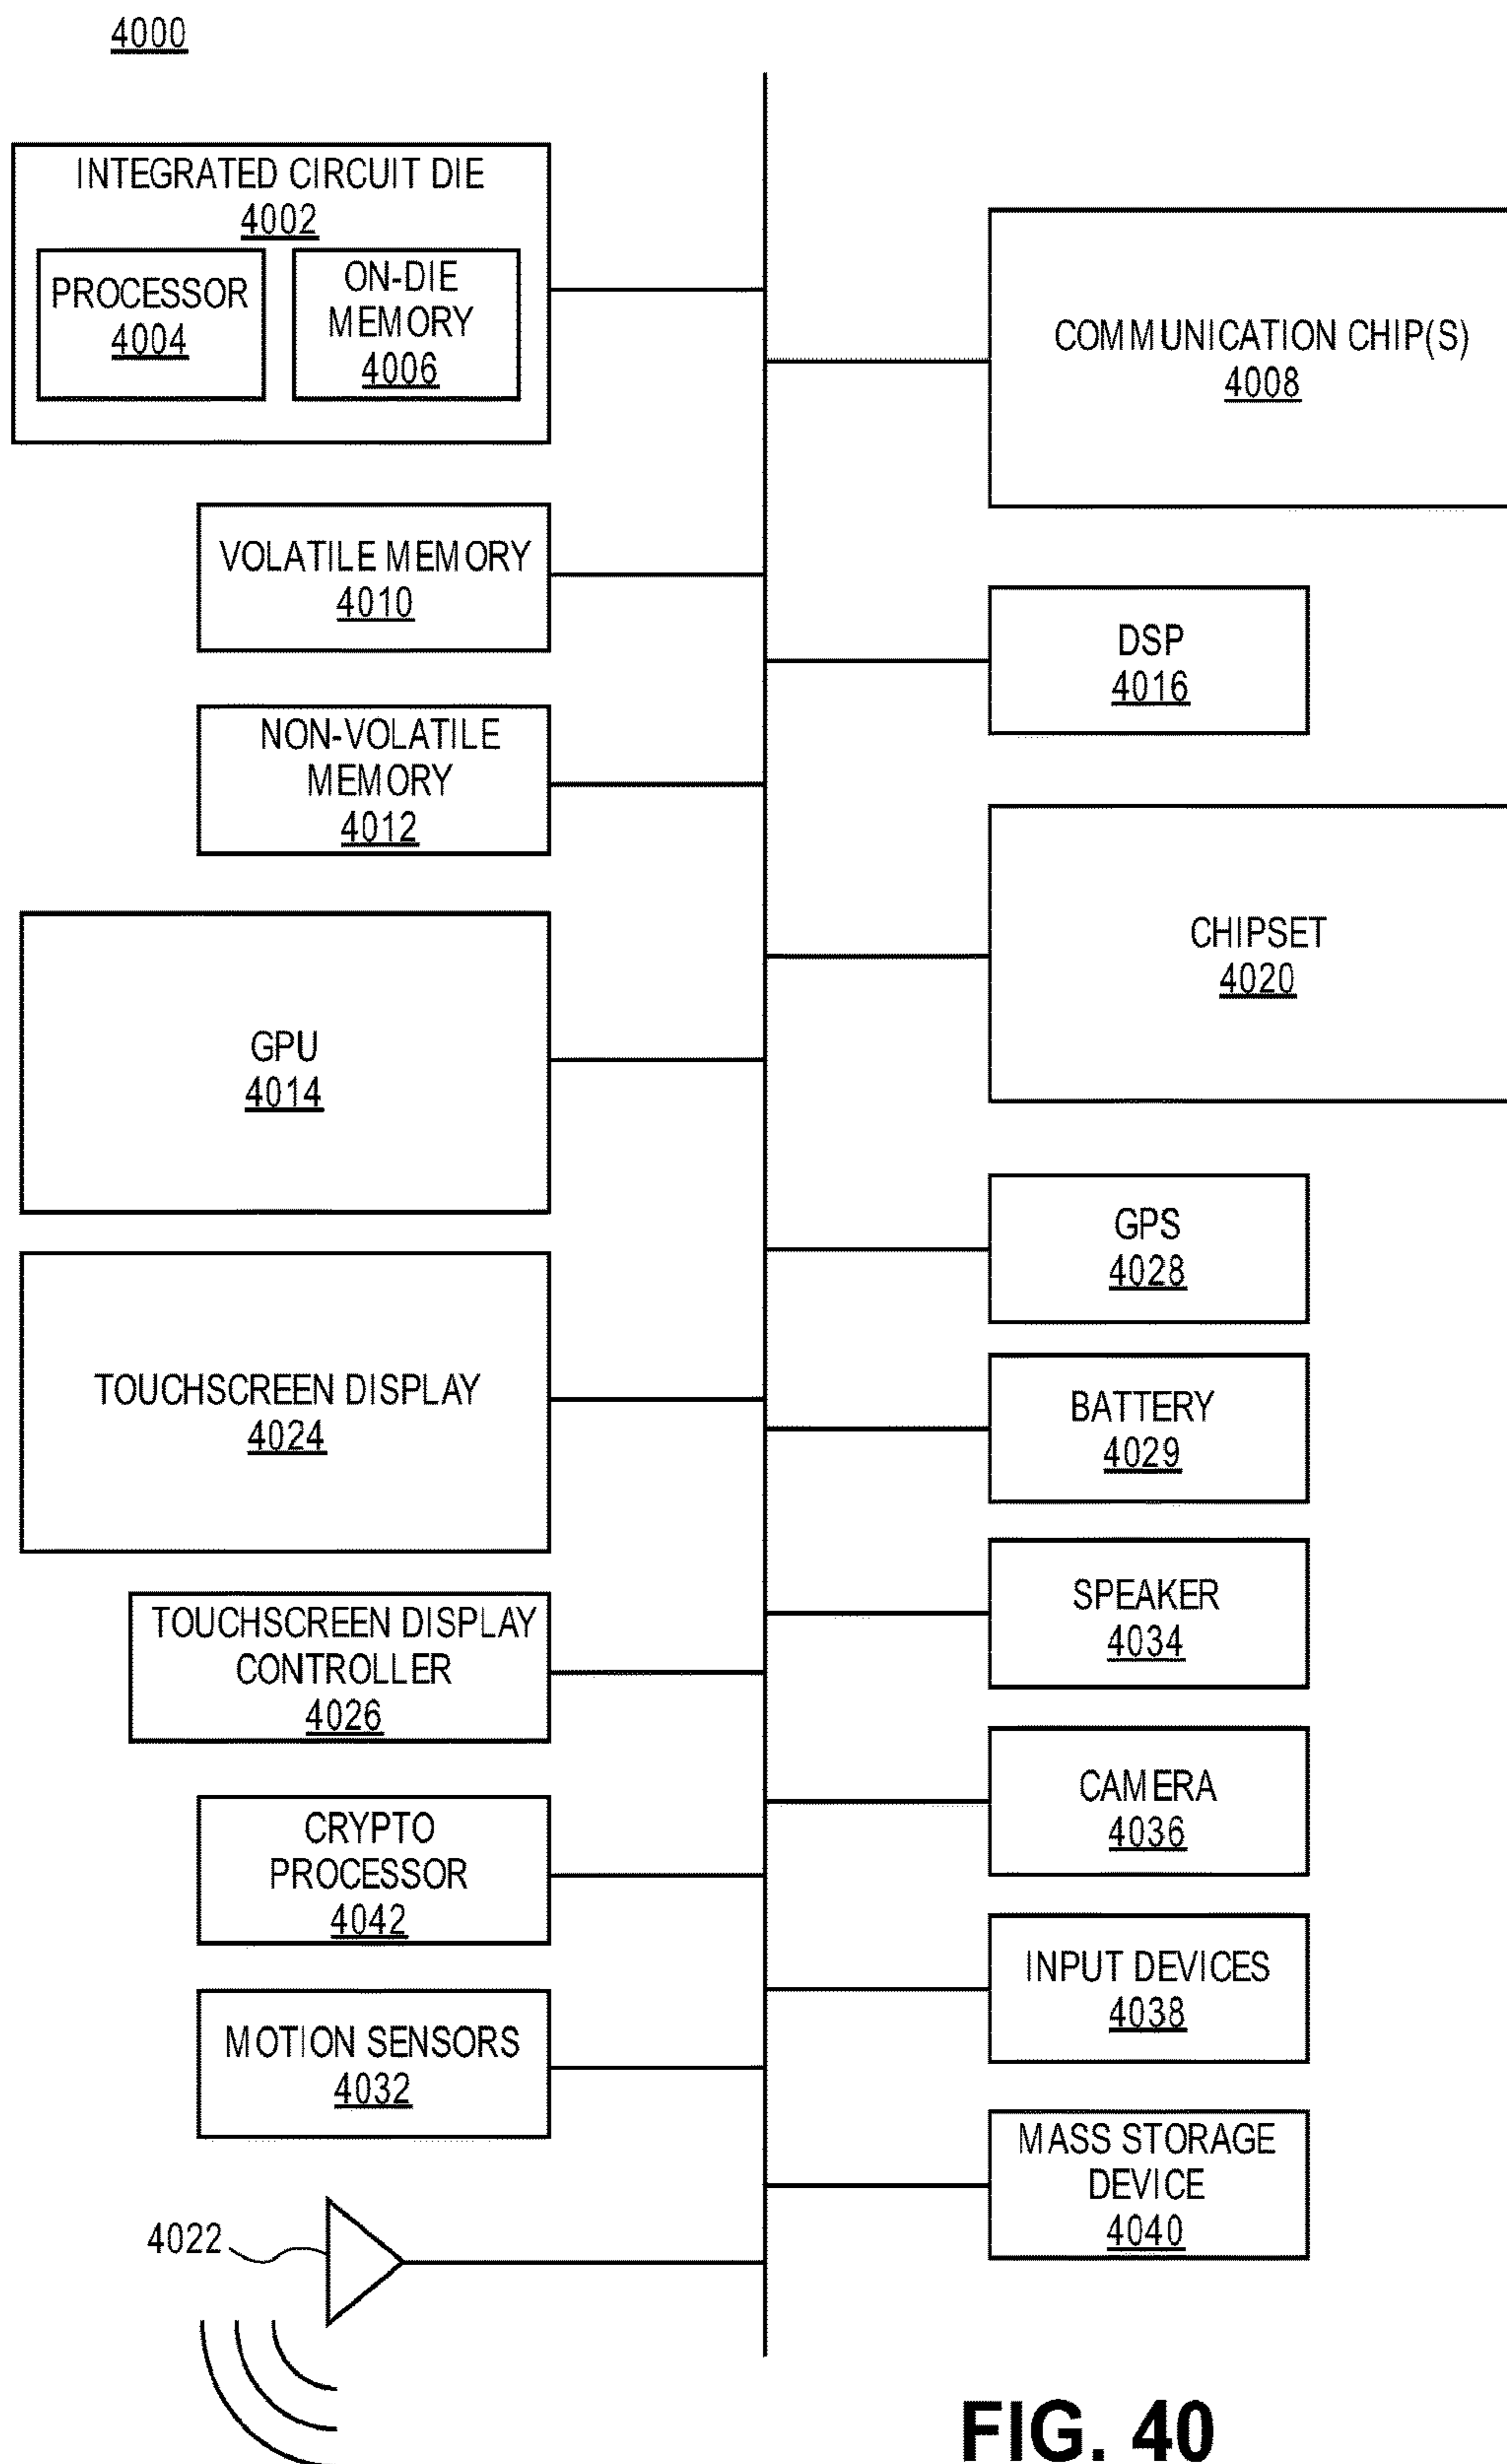 4000
INTEGRATED CIRCUIT DIE
4002
PROCESSOR
4004
ON-DIE
MEMORY
4006
COMMUNICATION CHIP(S)
4008
VOLATILE MEMORY
4010
DSP
4016
NON-VOLATILE
MEMORY
4012
CHIPSET
4020
GPU
4014
GPS
4028
TOUCHSCREEN DISPLAY
4024
BATTERY
4029
SPEAKER
4034
TOUCHSCREEN DISPLAY
CONTROLLER
4026
CAMERA
4036
CRYPTO
PROCESSOR
4042
INPUT DEVICES
4038
MOTION SENSORS
4032
MASS STORAGE
DEVICE
4040
4022
FIG. 40